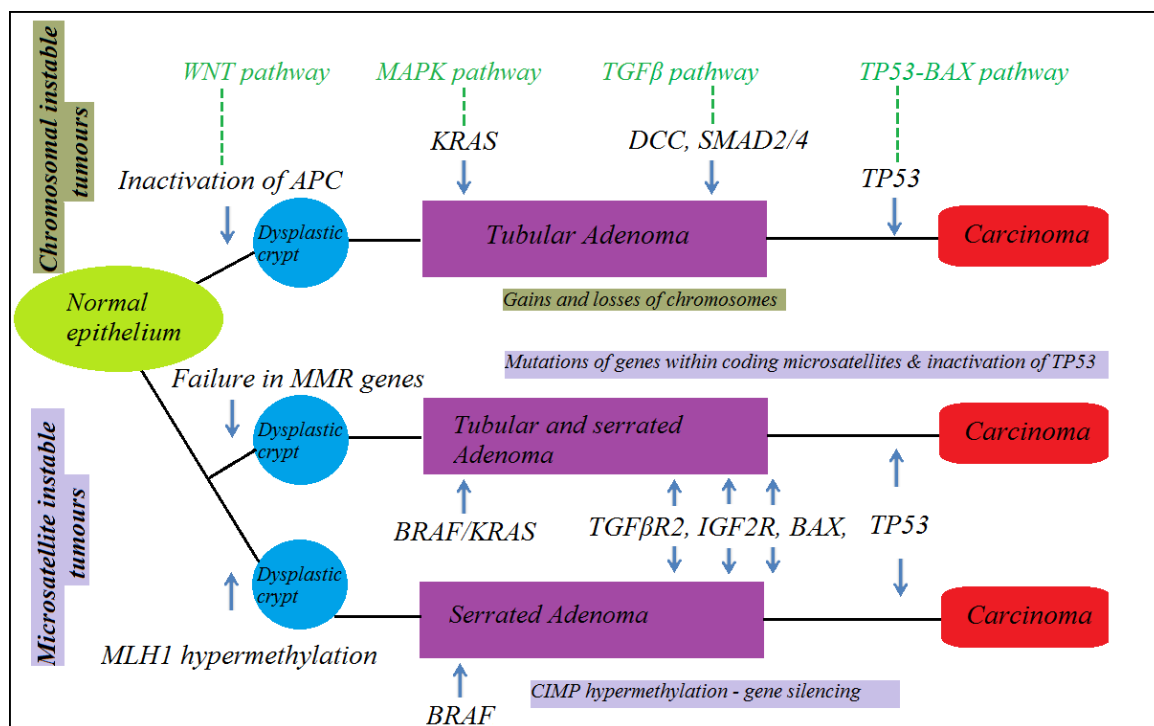 Chromosomal instable
tumours
WNT pathway
MAPK pathway
TGFβ pathway
TP53-BAX pathway
KRAS
DCC, SMAD2/4
Inactivation of APC
TP53
Dysplastic
crypt
Tubular Adenoma
Carcinoma
Gains and losses of chromosomes
Normal
epithelium
Mutations of genes within coding microsatellites & inactivation of TP53
Microsatellite instable
tumours
Failure in MMR genes
Dysplastic
crypt
Tubular and serrated
Adenoma
Carcinoma
BRAF/KRAS
TGFβR2, IGF2R, BAX,
TP53
Dysplastic
crypt
Serrated Adenoma
Carcinoma
MLH1 hypermethylation
CIMP hypermethylation - gene silencing
BRAF